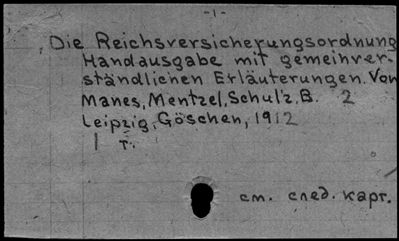 -1-
Die Reichsversicherungsordnung
Handausgabe mit gemeinver-
ständlichen Erläuterungen. Von
Manes, Mentzel, Schulz, B. 2
Leipzig, Göschen, 1912
1 т.
см. след. карт.